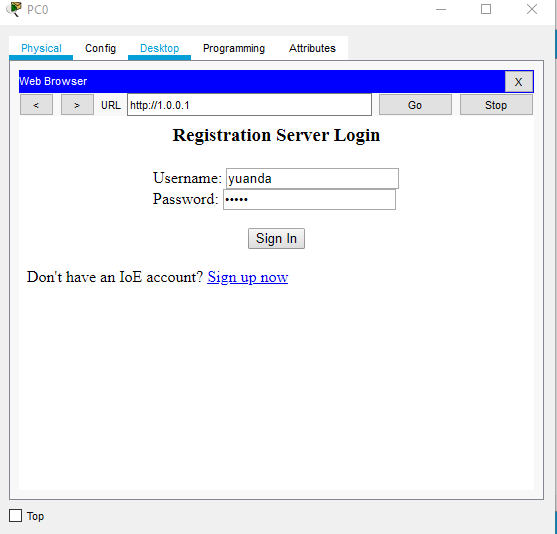 PC0
Physical Config Desktop Programming Attributes
Web Browser X
< > URL http://1.0.0.1 Go Stop
Registration Server Login
Username: yuanda
Password: •••••
Sign In
Don't have an IoE account? Sign up now
Top